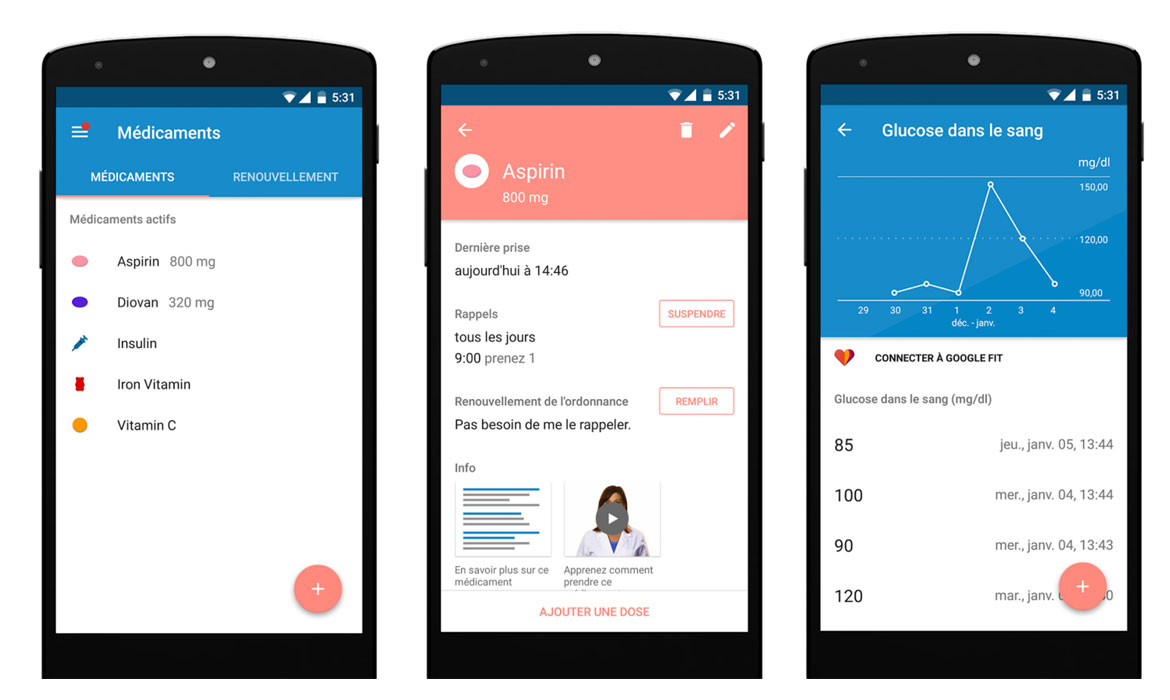 5:31
Médicaments
MÉDICAMENTS RENOUVELLEMENT
Médicaments actifs
Aspirin 800 mg
Diovan 320 mg
Insulin
Iron Vitamin
Vitamin C
+
5:31
Aspirin
800 mg
Dernière prise
aujourd'hui à 14:46
Rappels
SUSPENDRE
tous les jours
9:00 prenez 1
Renouvellement de l'ordonnance
REMPLIR
Pas besoin de me le rappeler.
Info
En savoir plus sur ce
médicament
Apprenez comment
prendre ce
AJOUTER UNE DOSE
5:31
Glucose dans le sang
mg/dl
150,00
120,00
90,00
29 30 31 1 2 3 4
déc. - janv.
CONNECTER À GOOGLE FIT
Glucose dans le sang (mg/dl)
85 jeu., janv. 05, 13:44
100 mer., janv. 04, 13:44
90 mer., janv. 04, 13:43
120 mar., janv.
+